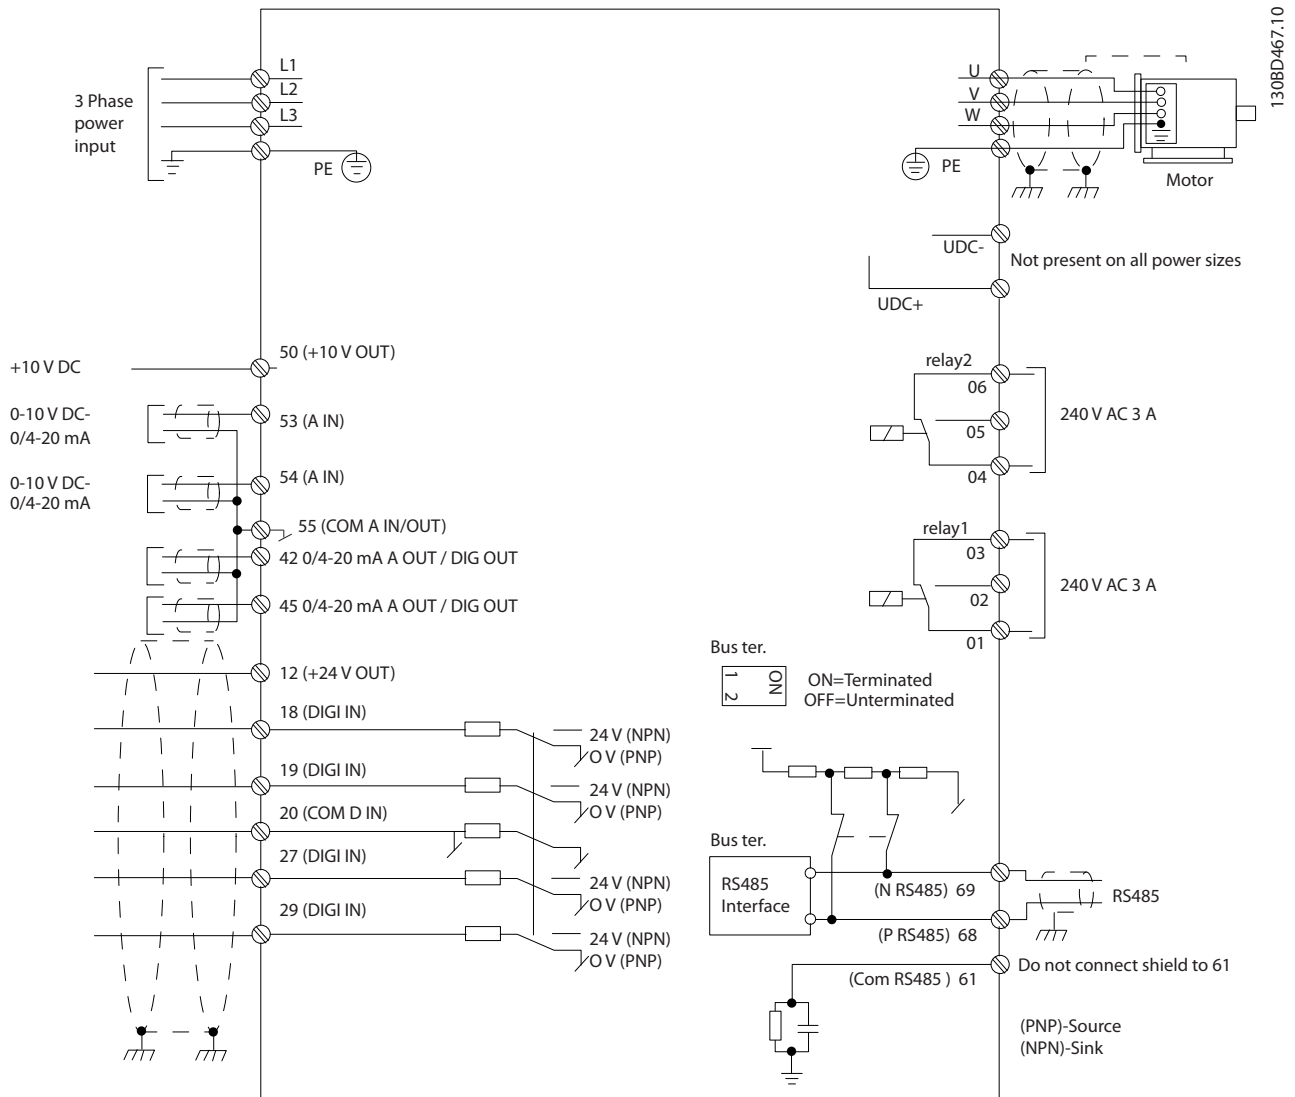 130BD467.10
L1
L2
L3
3 Phase
power
input
PE
U
V
W
PE
Motor
UDC-
Not present on all power sizes
UDC+
+10 V DC
50 (+10 V OUT)
0-10 V DC-
0/4-20 mA
53 (A IN)
0-10 V DC-
0/4-20 mA
54 (A IN)
55 (COM A IN/OUT)
42 0/4-20 mA A OUT / DIG OUT
45 0/4-20 mA A OUT / DIG OUT
12 (+24 V OUT)
18 (DIGI IN)
24 V (NPN)
O V (PNP)
19 (DIGI IN)
24 V (NPN)
O V (PNP)
20 (COM D IN)
27 (DIGI IN)
24 V (NPN)
O V (PNP)
29 (DIGI IN)
24 V (NPN)
O V (PNP)
relay2
06
05
04
240 V AC 3 A
relay1
03
02
01
240 V AC 3 A
Bus ter.
1
2
ON
ON=Terminated
OFF=Unterminated
Bus ter.
RS485
Interface
(N RS485) 69
(P RS485) 68
RS485
(Com RS485 ) 61
Do not connect shield to 61
(PNP)-Source
(NPN)-Sink